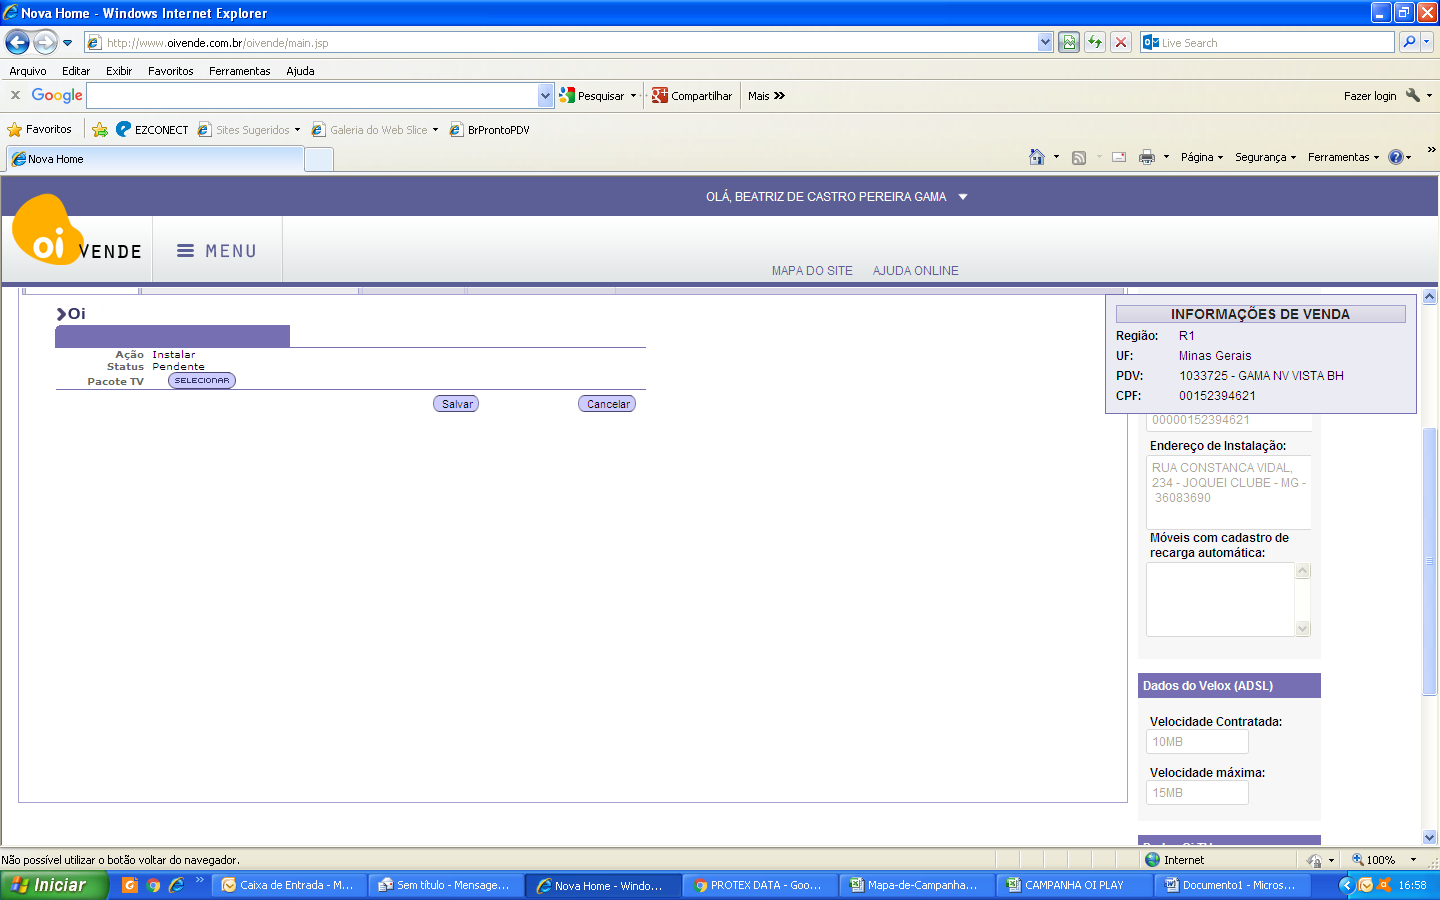 Nova Home - Windows Internet Explorer
http://www.oivende.com.br/oivende/main.jsp
Live Search
Arquivo Editar Exibir Favoritos Ferramentas Ajuda
x Google Pesquisar Compartilhar Mais Fazer login
Favoritos EZCONECT Sites Sugeridos Galeria do Web Slice BrProntoPDV
Nova Home
Página Segurança Ferramentas
OLÁ, BEATRIZ DE CASTRO PEREIRA GAMA
oi VENDE
MENU
MAPA DO SITE AJUDA ONLINE
Oi
Ação Instalar
Status Pendente
Pacote TV SELECIONAR
Salvar Cancelar
INFORMAÇÕES DE VENDA
Região: R1
UF: Minas Gerais
PDV: 1033725 - GAMA NV VISTA BH
CPF: 00152394621
00000152394621
Endereço de Instalação:
RUA CONSTANCA VIDAL,
234 - JOQUEI CLUBE - MG -
36083690
Móveis com cadastro de
recarga automática:
Dados do Velox (ADSL)
Velocidade Contratada:
10MB
Velocidade máxima:
15MB
Não possível utilizar o botão voltar do navegador.
Internet
100%
Iniciar
Caixa de Entrada - M...
Sem título - Mensage...
Nova Home - Windo...
PROTEX DATA - Goo...
Mapa-de-Campanha...
CAMPANHA OI PLAY
Documento1 - Micros...
16:58